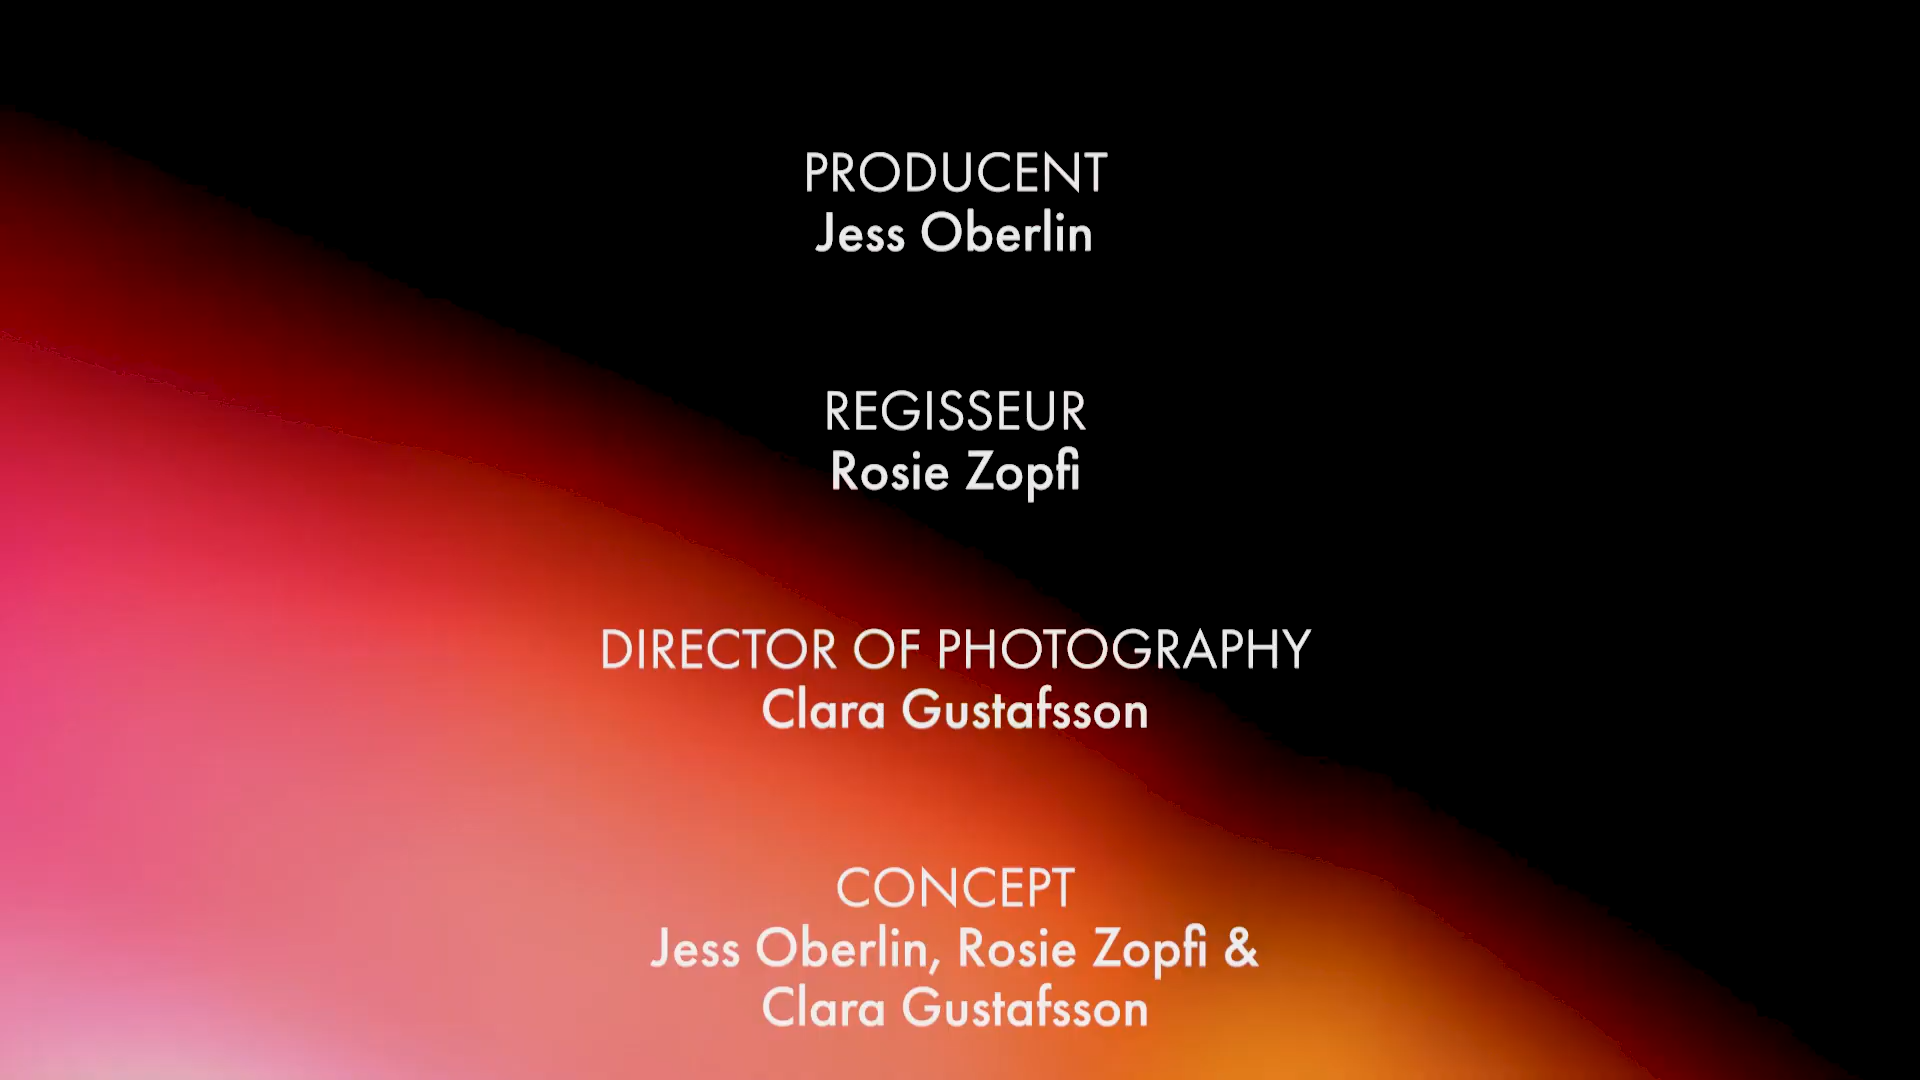 PRODUCENT
Jess Oberlin
REGISSEUR
Rosie Zopfi
DIRECTOR OF PHOTOGRAPHY
Clara Gustafsson
CONCEPT
Jess Oberlin, Rosie Zopfi &
Clara Gustafsson